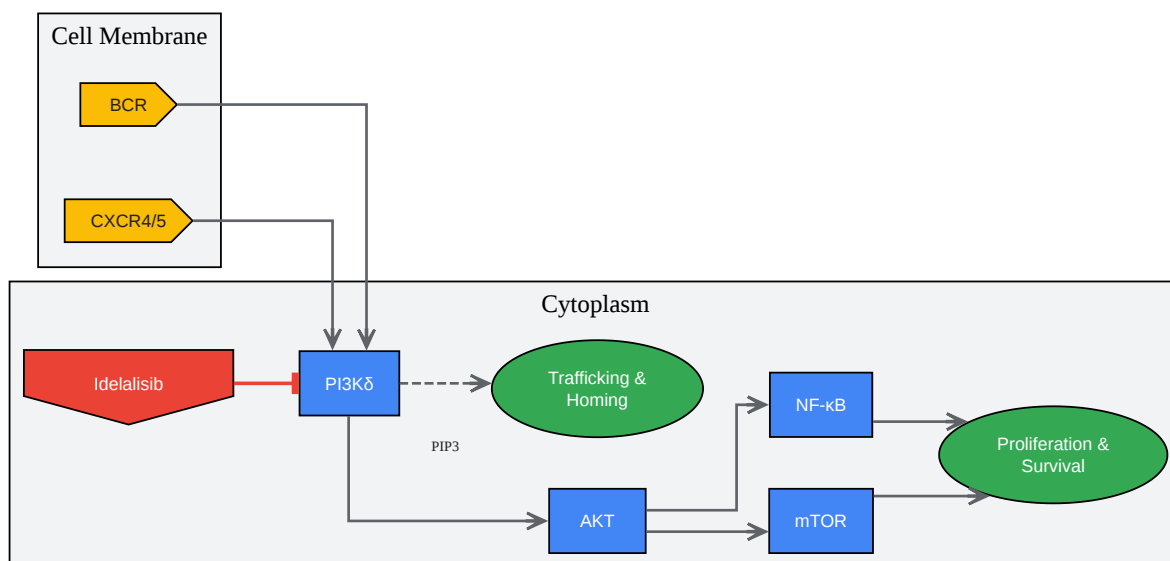 Cell Membrane
BCR
CXCR4/5
Cytoplasm
Idelalisib
PI3Kδ
Trafficking &
Homing
PIP3
NF-κB
Proliferation &
Survival
AKT
mTOR